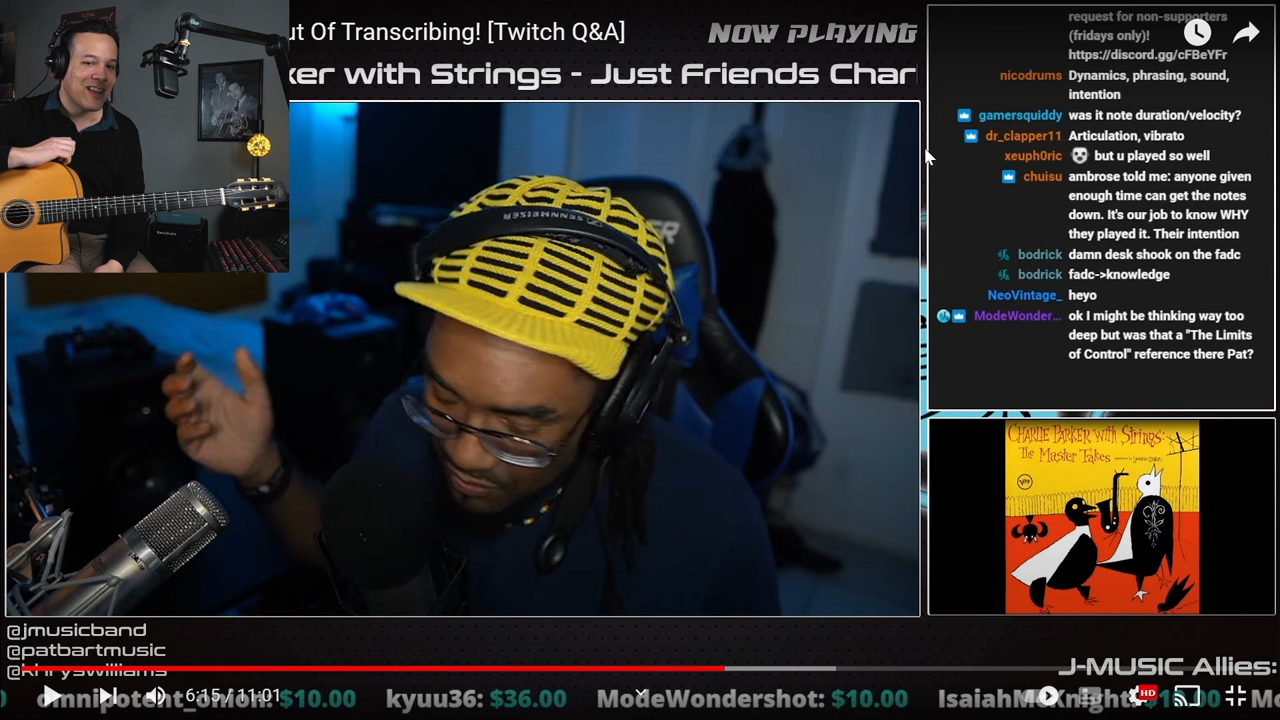 ut Of Transcribing! [Twitch Q&A]
NOW PLAYING
ker with Strings - Just Friends Char
SENNHEISER
request for non-supporters
(fridays only)!
https://discord.gg/cFBeYFr
nicodrums Dynamics, phrasing, sound,
intention
gamersquiddy was it note duration/velocity?
dr_clapper11 Articulation, vibrato
xeuph0ric but u played so well
chuisu ambrose told me: anyone given
enough time can get the notes
down. It's our job to know WHY
they played it. Their intention
bodrick damn desk shook on the fadc
bodrick fadc->knowledge
NeoVintage_ heyo
ModeWonder... ok I might be thinking way too
deep but was that a "The Limits
of Control" reference there Pat?
CHARLIE PARKER WITH STRINGS:
The Master Takes
@jmusicband
@patbartmusic
@khryswilliams
J-MUSIC Allies:
6:15 / 11:01
$10.00 kyuu36: $36.00 ModeWondershot: $10.00
HD